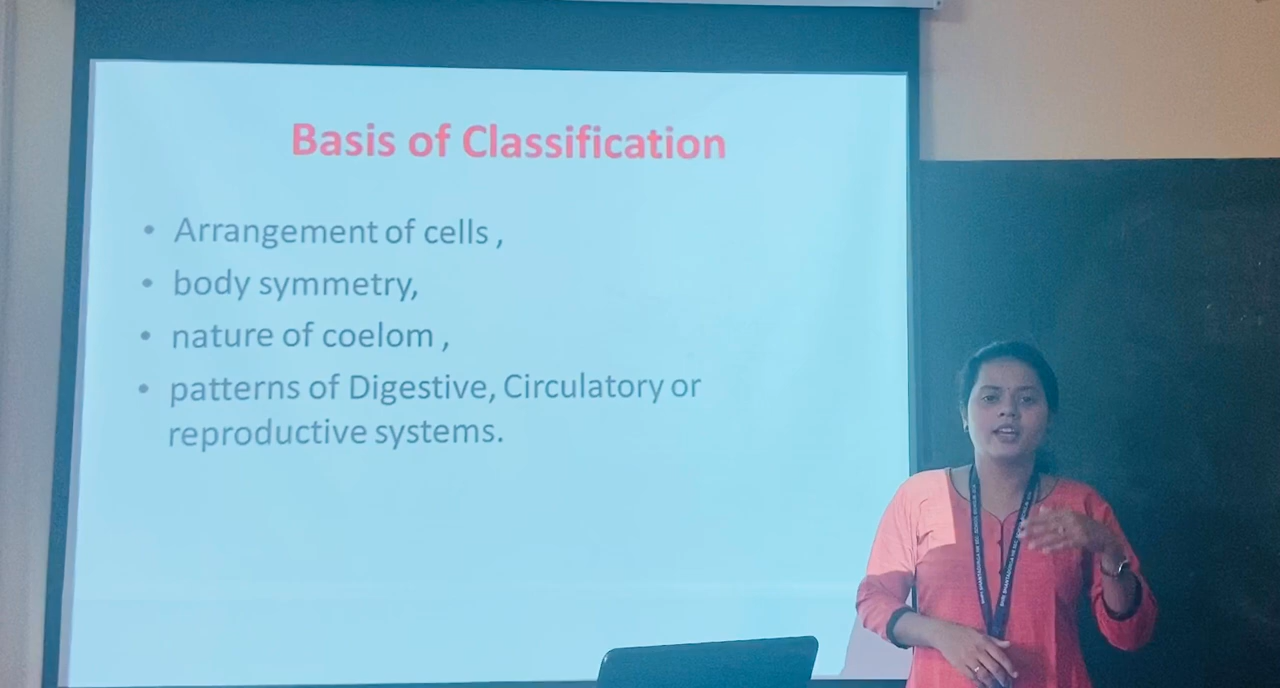 Basis of Classification
• Arrangement of cells ,
• body symmetry,
• nature of coelom ,
• patterns of Digestive, Circulatory or
reproductive systems.